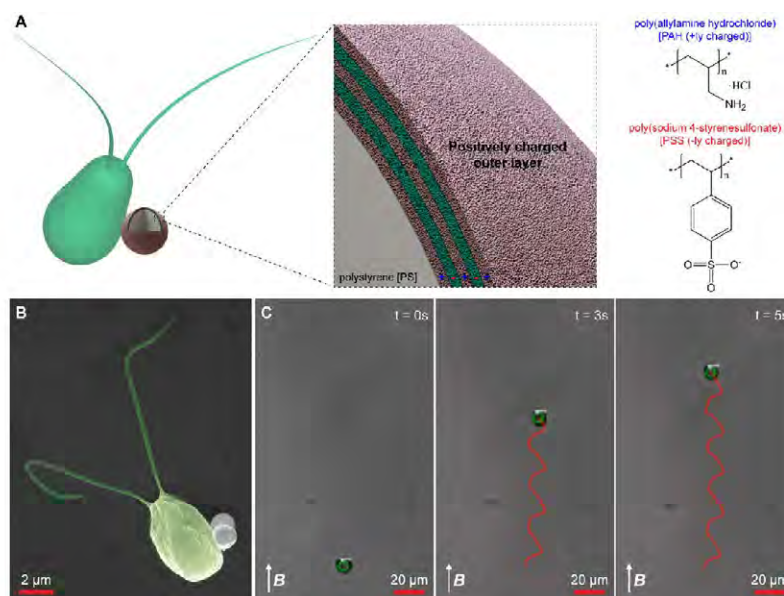 A
Positively charged
outer-layer
polystyrene [PS]
poly(allylamine hydrochloride)
[PAH (+ly charged)]
n
·HCl
NH₂
poly(sodium 4-styrenesulfonate)
[PSS (-ly charged)]
n
O
S
O⁻
O
B
2 μm
C
t = 0s
B
20 μm
t = 3s
B
20 μm
t = 5s
B
20 μm